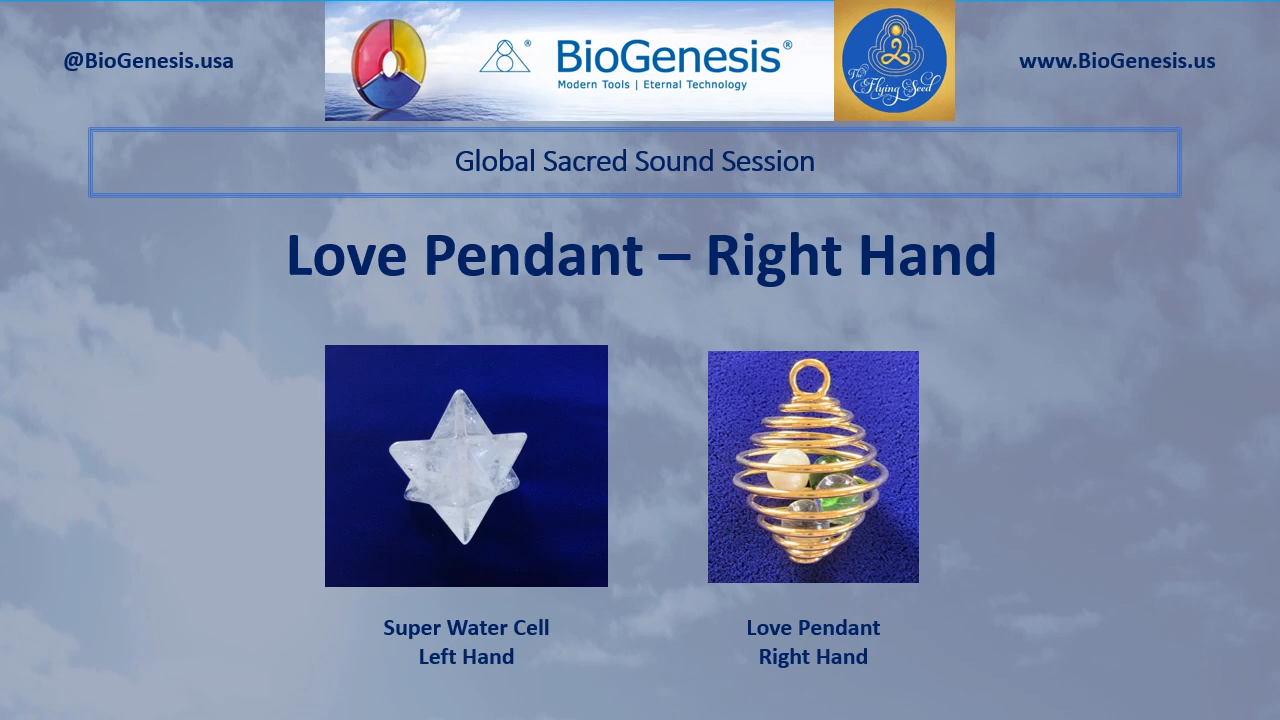 @BioGenesis.usa
BioGenesis®
Modern Tools | Eternal Technology
The
Flying Seed
www.BioGenesis.us
Global Sacred Sound Session
Love Pendant – Right Hand
Super Water Cell
Left Hand
Love Pendant
Right Hand